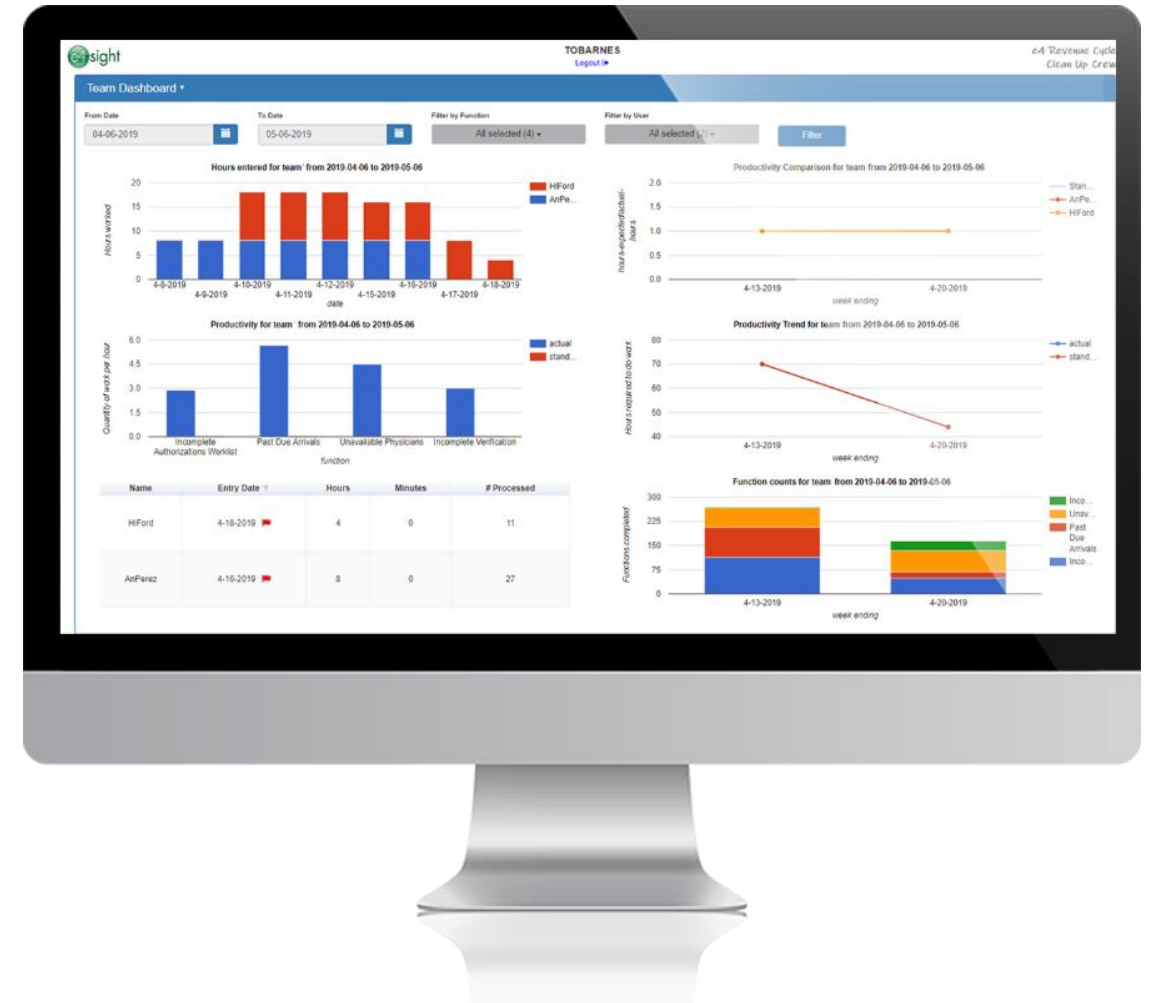 e4sight
TOBARNES
Logout
e4 Revenue Cycle
Clean Up Crew
Team Dashboard
From Date
To Date
Filter by Function
Filter by User
04-06-2019
05-06-2019
All selected (4)
All selected
Filter
Hours entered for team' from 2019-04-06 to 2019-05-06
20
15
10
5
0
Hours worked
4-8-2019
4-9-2019
4-10-2019
4-11-2019
4-12-2019
4-15-2019
4-16-2019
4-17-2019
4-18-2019
date
HiFord
AnPe...
Productivity Comparison for team from 2019-04-06 to 2019-05-06
2.0
1.5
1.0
0.5
0.0
hours-expected/actual-
hours
4-13-2019
4-20-2019
week ending
Stan...
AnPe...
HiFord
Productivity for team ' from 2019-04-06 to 2019-05-06
6.0
4.5
3.0
1.5
0.0
Quantity of work per hour
Incomplete
Authorizations Worklist
Past Due Arrivals
Unavailable Physicians
Incomplete Verification
function
actual
stand...
Productivity Trend for team from 2019-04-06 to 2019-05-06
80
70
60
50
40
Hours required to do work
4-13-2019
4-20-2019
week ending
actual
stand...
Name Entry Date Hours Minutes # Processed
HiFord 4-18-2019 4 0 11
AnPerez 4-16-2019 8 0 27
Function counts for team from 2019-04-06 to 2019-05-06
300
225
150
75
0
Functions completed
4-13-2019
4-20-2019
week ending
Inco...
Unav...
Past
Due
Arrivals
Inco...